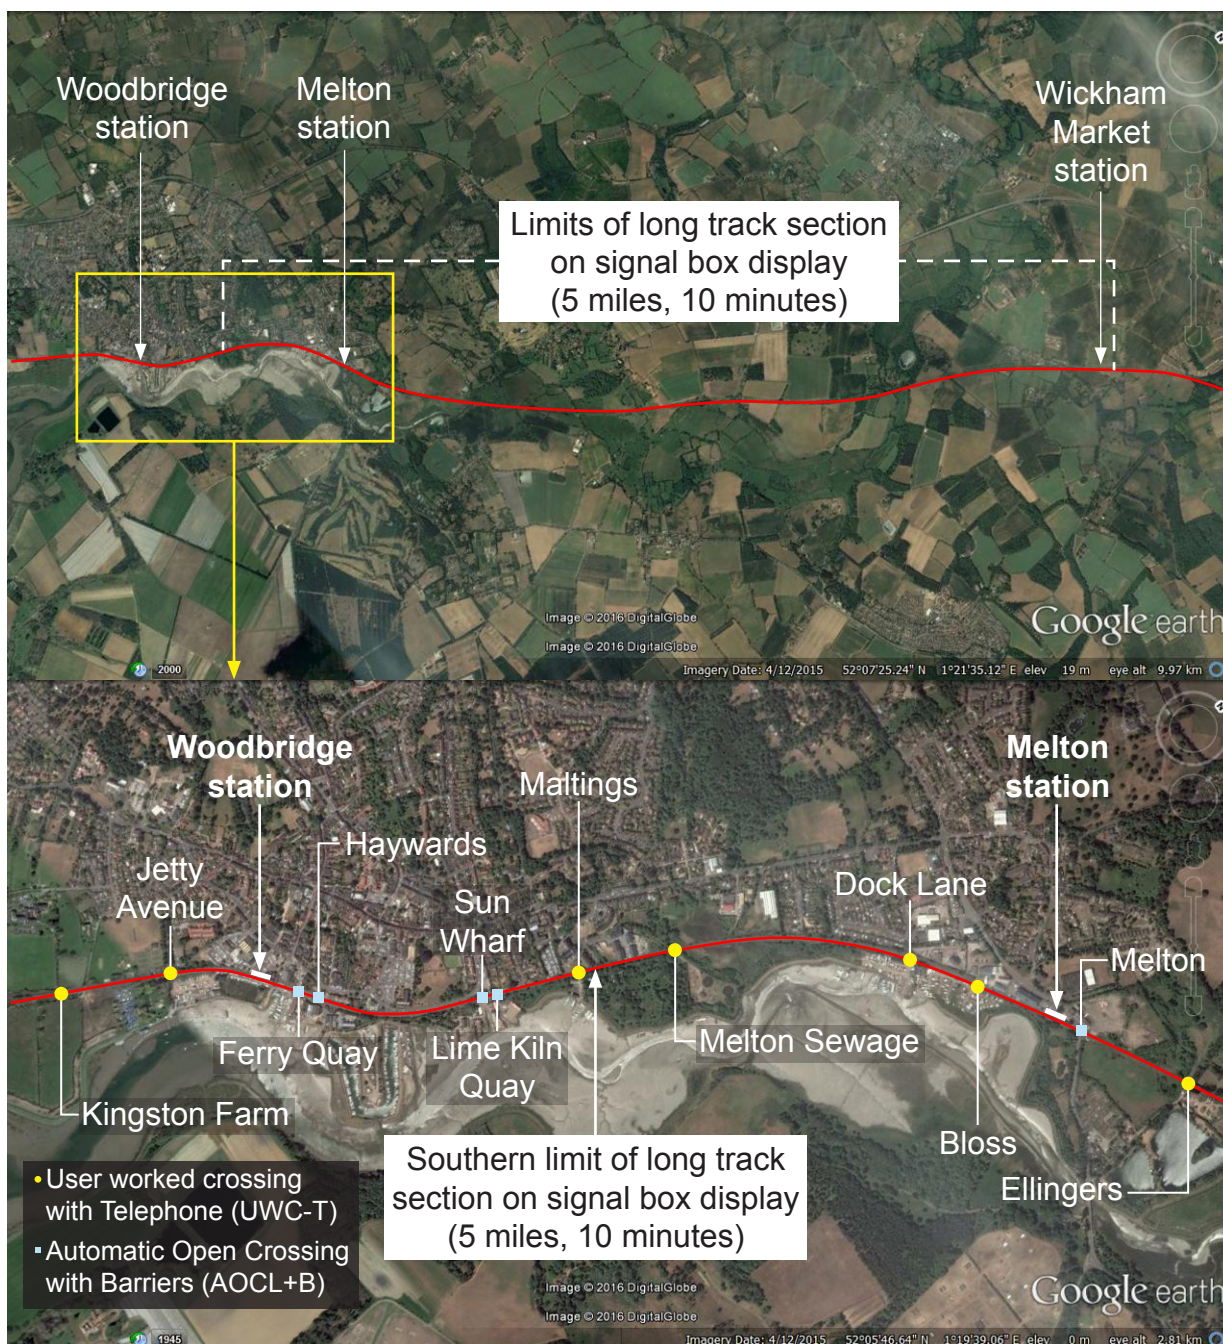 Woodbridge
station
Melton
station
Wickham
Market
station
Limits of long track section
on signal box display
(5 miles, 10 minutes)
Image © 2016 DigitalGlobe
Image © 2016 DigitalGlobe
Google earth
2000
Imagery Date: 4/12/2015 52°07'25.24" N 1°21'35.12" E elev 19 m eye alt 9.97 km
Woodbridge
station
Melton
station
Maltings
Haywards
Jetty
Avenue
Sun
Wharf
Dock Lane
Melton
Ferry Quay
Lime Kiln
Quay
Melton Sewage
Kingston Farm
Bloss
Ellingers
Southern limit of long track
section on signal box display
(5 miles, 10 minutes)
User worked crossing
with Telephone (UWC-T)
Automatic Open Crossing
with Barriers (AOCL+B)
Image © 2016 DigitalGlobe
Image © 2016 DigitalGlobe
Google earth
1945
Imagery Date: 4/12/2015 52°05'46.64" N 1°19'39.06" E elev 0 m eye alt 2.81 km